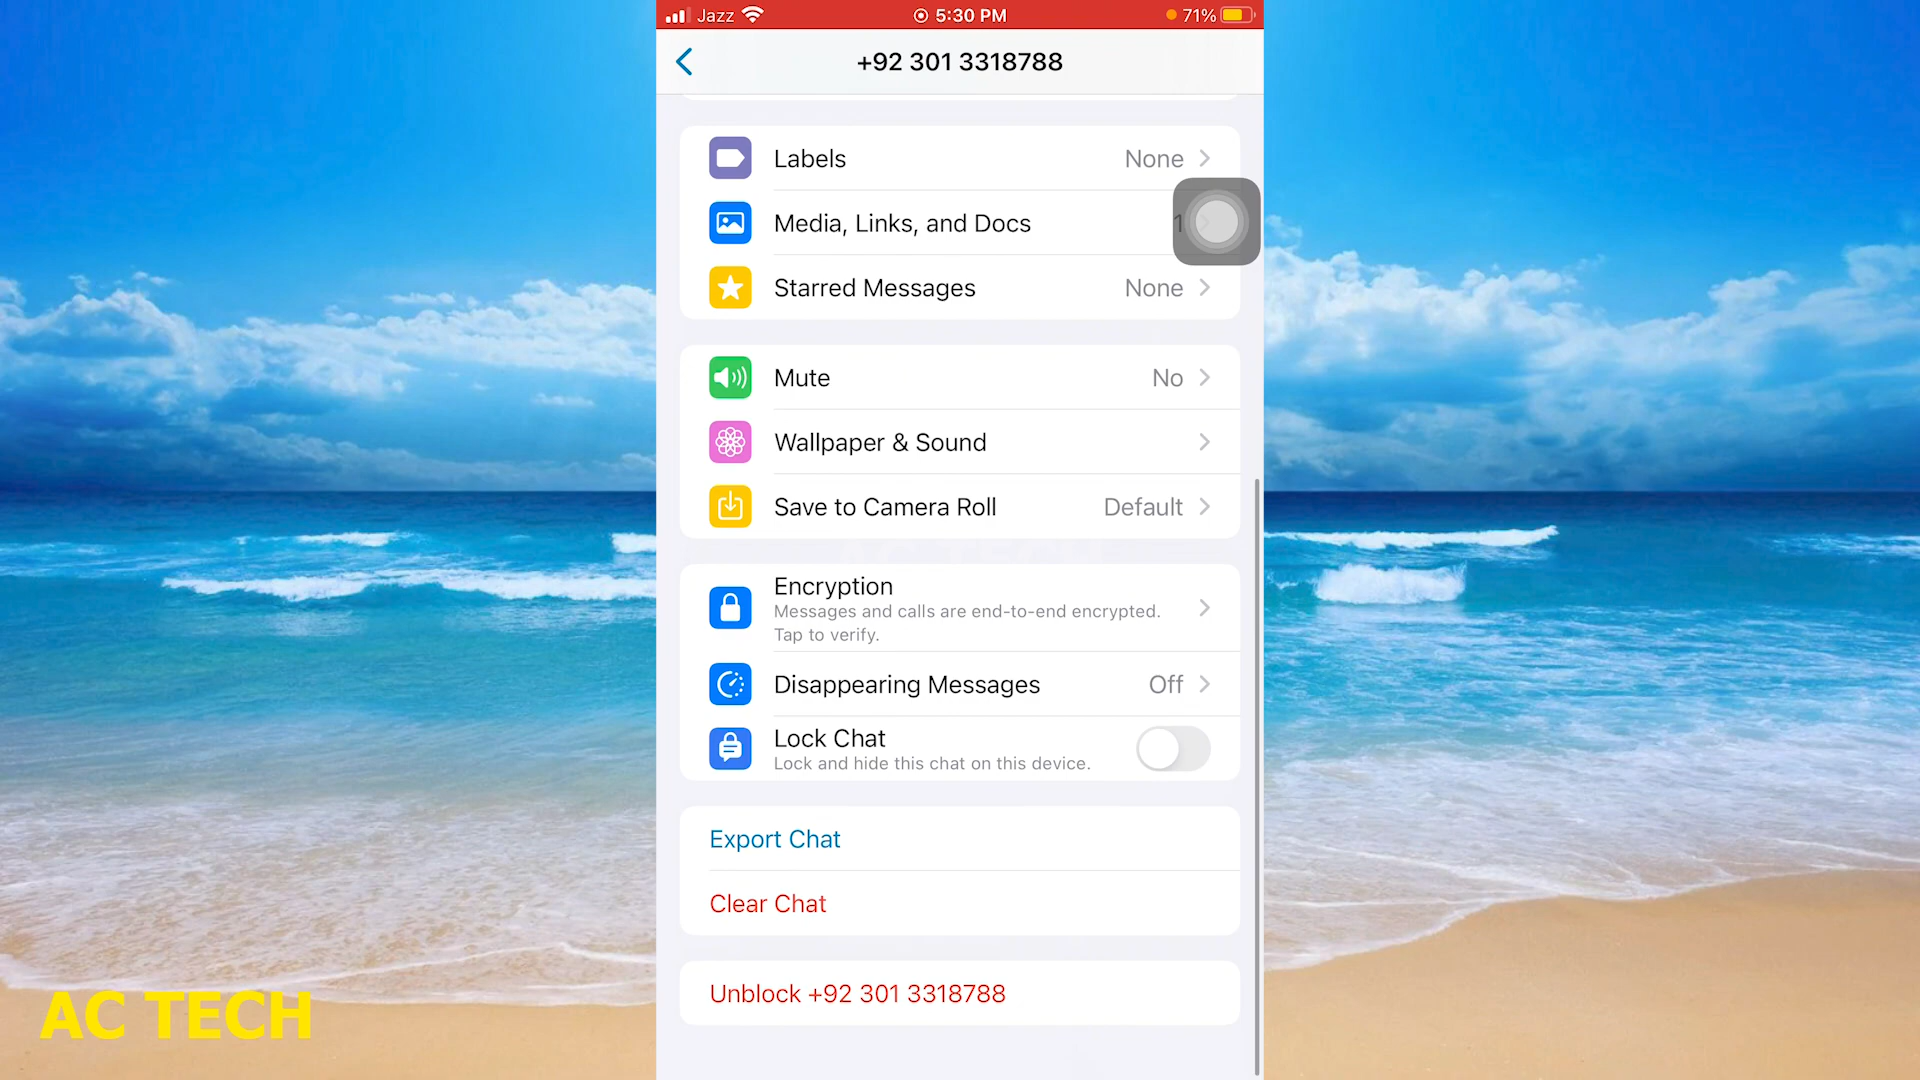 Jazz 5:30 PM 71%
+92 301 3318788
Labels None
Media, Links, and Docs 1
Starred Messages None
Mute No
Wallpaper & Sound
Save to Camera Roll Default
Encryption
Messages and calls are end-to-end encrypted.
Tap to verify.
Disappearing Messages Off
Lock Chat
Lock and hide this chat on this device.
Export Chat
Clear Chat
Unblock +92 301 3318788
AC TECH